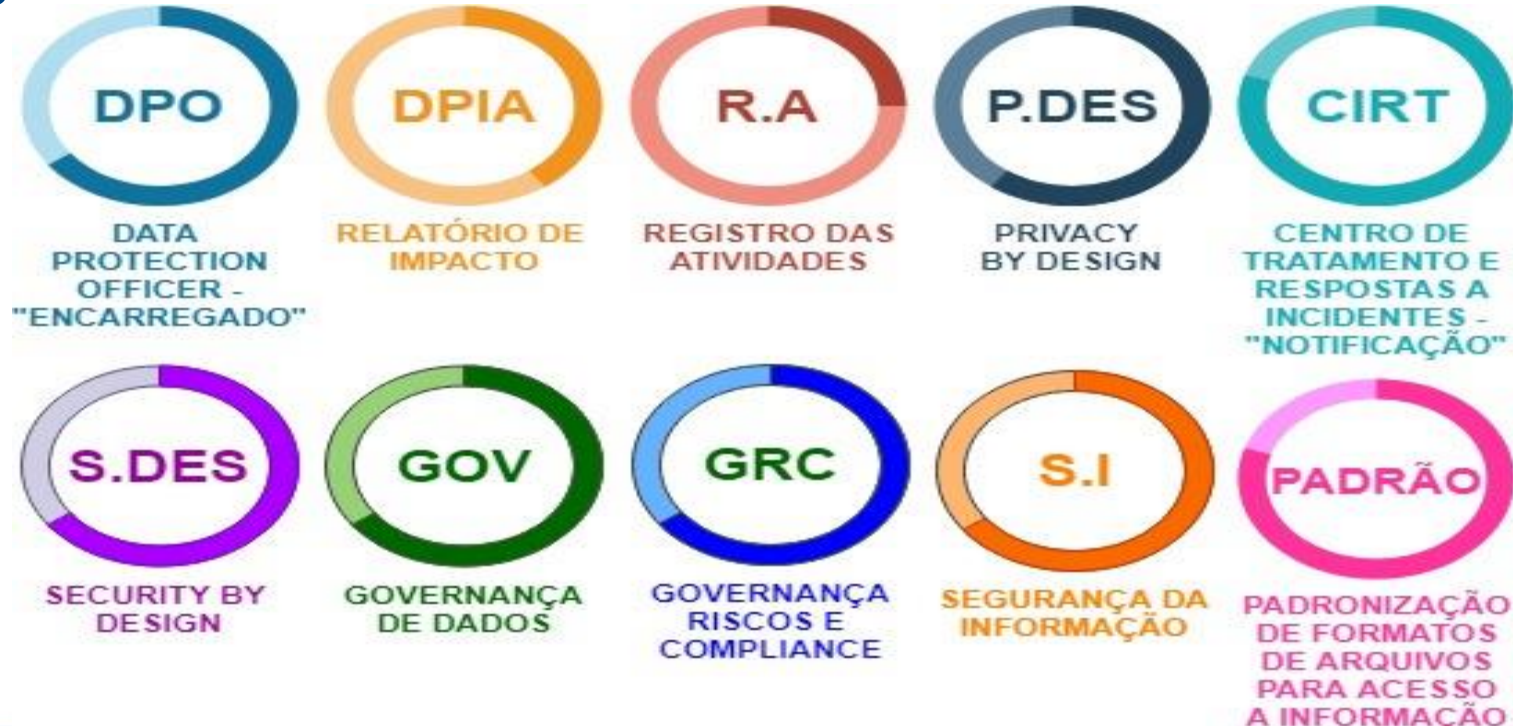 DPO
DATA
PROTECTION
OFFICER -
"ENCARREGADO"
DPIA
RELATÓRIO DE
IMPACTO
R.A
REGISTRO DAS
ATIVIDADES
P.DES
PRIVACY
BY DESIGN
CIRT
CENTRO DE
TRATAMENTO E
RESPOSTAS A
INCIDENTES -
"NOTIFICAÇÃO"
S.DES
SECURITY BY
DESIGN
GOV
GOVERNANÇA
DE DADOS
GRC
GOVERNANÇA
RISCOS E
COMPLIANCE
S.I
SEGURANÇA DA
INFORMAÇÃO
PADRÃO
PADRONIZAÇÃO
DE FORMATOS
DE ARQUIVOS
PARA ACESSO
A INFORMAÇÃO